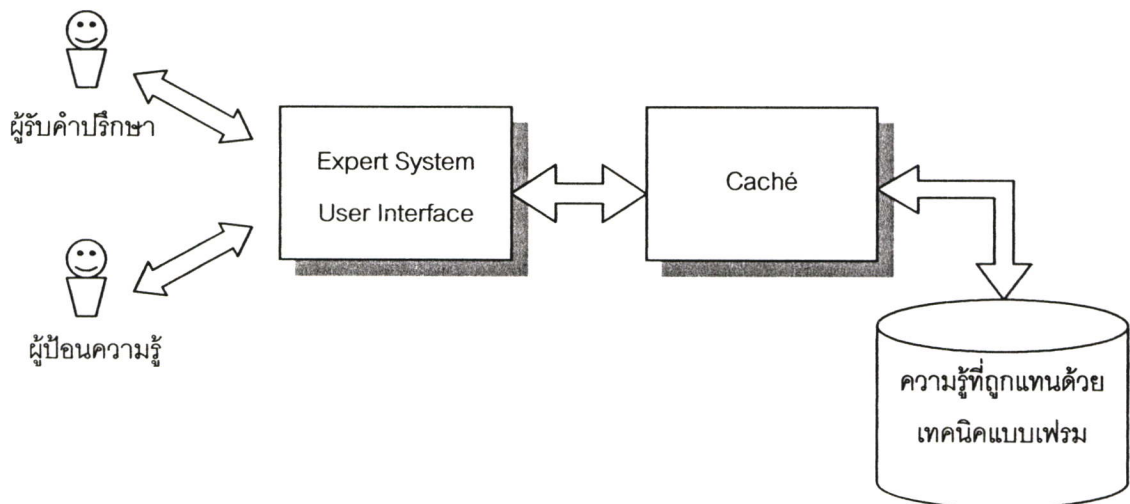 ผู้รับคำปรึกษา
Expert System
User Interface
Caché
ผู้ป้อนความรู้
ความรู้ที่ถูกแทนด้วย
เทคนิคแบบเฟรม